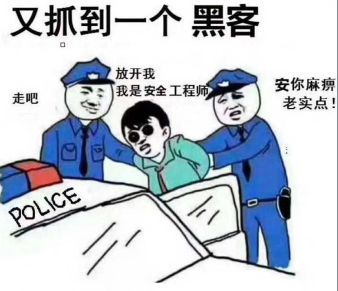 又抓到一个 黑客
放开我
我是安全工程师
走吧
安你麻痹
老实点！
POLICE